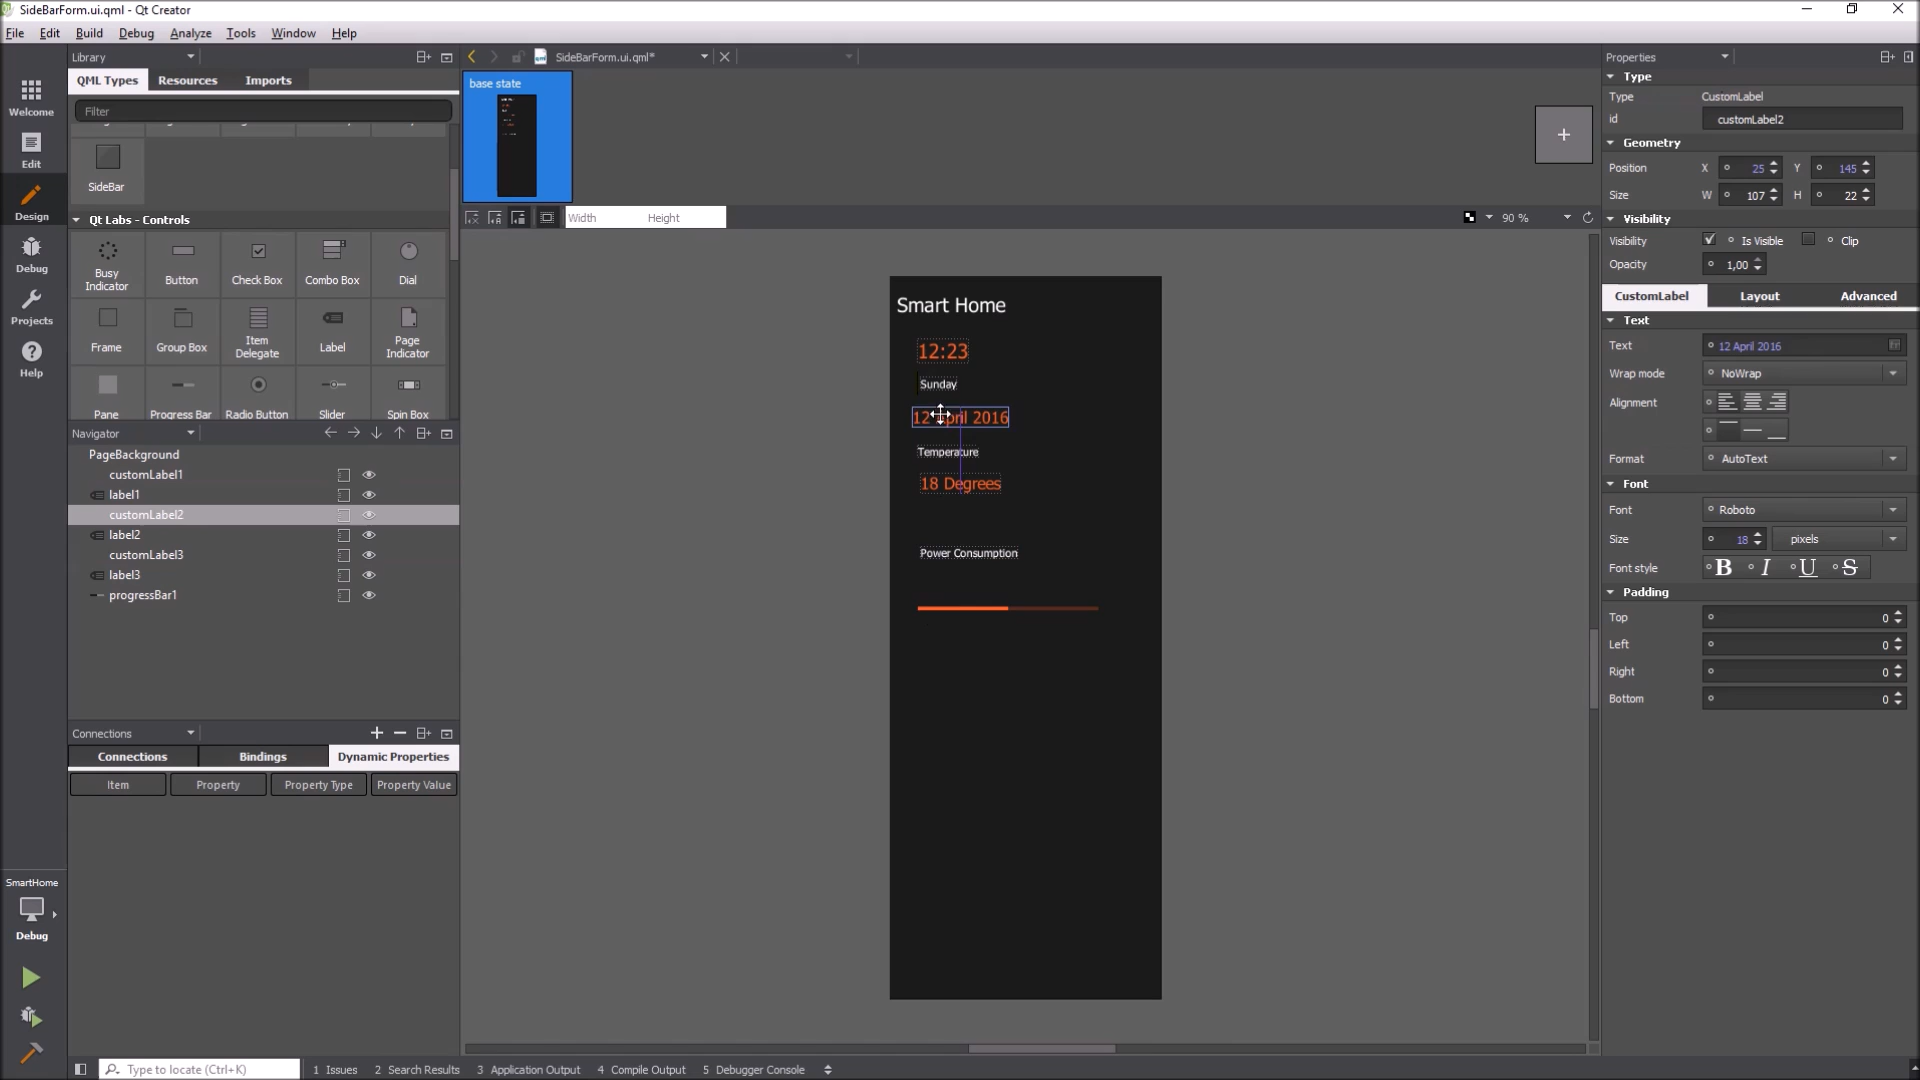 SideBarForm.ui.qml - Qt Creator
File Edit Build Debug Analyze Tools Window Help
Library
QML Types Resources Imports
Filter
SideBar
Qt Labs - Controls
Busy Indicator Button Check Box Combo Box Dial
Frame Group Box Item Delegate Label Page Indicator
Pane Progress Bar Radio Button Slider Spin Box
Navigator
PageBackground
customLabel1
label1
customLabel2
label2
customLabel3
label3
progressBar1
Connections
Connections Bindings Dynamic Properties
Item Property Property Type Property Value
Welcome
Edit
Design
Debug
Projects
Help
SmartHome
Debug
SideBarForm.ui.qml*
base state
+
Width Height
90 %
Smart Home
12:23
Sunday
12 April 2016
Temperature
18 Degrees
Power Consumption
Properties
Type
Type CustomLabel
id customLabel2
Geometry
Position X 25 Y 145
Size W 107 H 22
Visibility
Visibility Is Visible Clip
Opacity 1,00
CustomLabel Layout Advanced
Text
Text 12 April 2016
Wrap mode NoWrap
Alignment
Format AutoText
Font
Font Roboto
Size 18 pixels
Font style B I U S
Padding
Top 0
Left 0
Right 0
Bottom 0
Type to locate (Ctrl+K) 1 Issues 2 Search Results 3 Application Output 4 Compile Output 5 Debugger Console